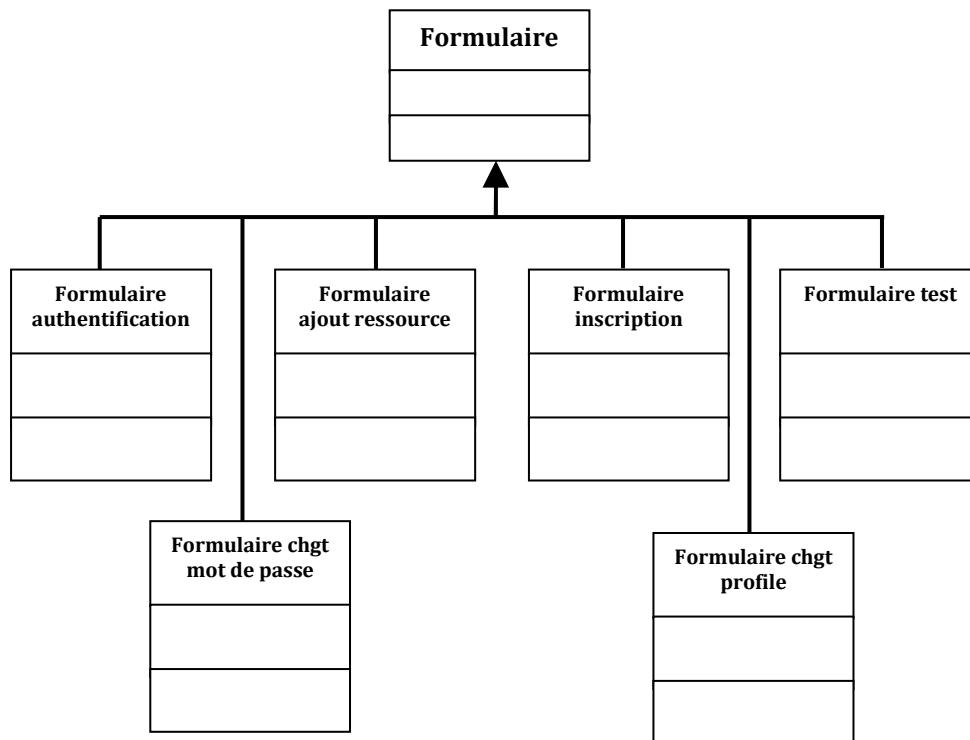 Formulaire
Formulaire
authentification
Formulaire
ajout ressource
Formulaire
inscription
Formulaire test
Formulaire chgt
mot de passe
Formulaire chgt
profile